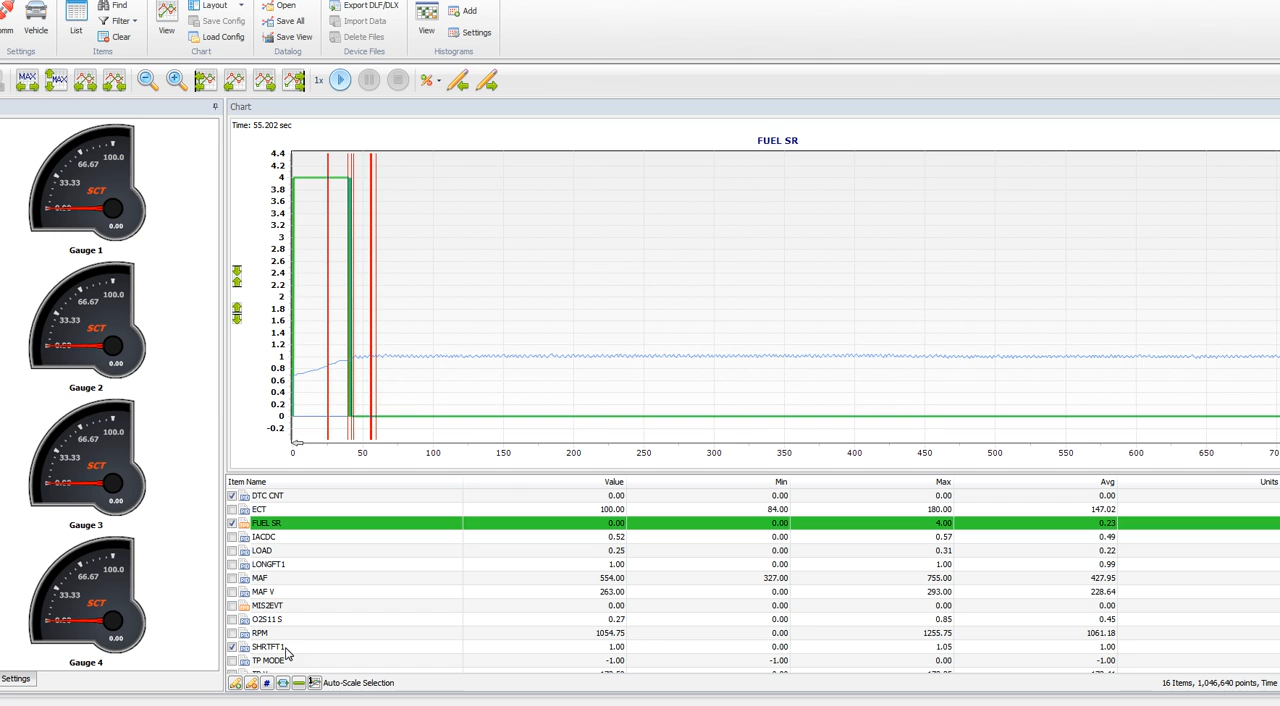 Find
Layout
Open
Export DLF/DLX
Add
Filter
Save Config
Save All
Import Data
omm Vehicle List Clear View Load Config Save View Delete Files View Settings
Settings Items Chart Datalog Device Files Histograms
MAX MAX 1x %
Chart
Time: 55.202 sec
FUEL SR
4.4
4.2
4
3.8
3.6
3.4
3.2
3
2.8
2.6
2.4
2.2
2
1.8
1.6
1.4
1.2
1
0.8
0.6
0.4
0.2
0
-0.2
0 50 100 150 200 250 300 350 400 450 500 550 600 650 70
100.0
66.67
33.33
SCT
0.00
0.00
Gauge 1
100.0
66.67
33.33
SCT
0.00
0.00
Gauge 2
100.0
66.67
33.33
SCT
0.00
0.00
Gauge 3
100.0
66.67
33.33
SCT
0.00
0.00
Gauge 4
Settings
Item Name Value Min Max Avg Units
DTC CNT 0.00 0.00 0.00 0.00
ECT 100.00 84.00 180.00 147.02
FUEL SR 0.00 0.00 4.00 0.23
IACDC 0.52 0.00 0.57 0.49
LOAD 0.25 0.00 0.31 0.22
LONGFT1 1.00 0.00 1.00 0.99
MAF 554.00 327.00 755.00 427.95
MAF V 263.00 0.00 293.00 228.64
MIS2EVT 0.00 0.00 0.00 0.00
O2S11 S 0.27 0.00 0.85 0.45
RPM 1054.75 0.00 1255.75 1061.18
SHRTFT1 1.00 0.00 1.05 1.00
TP MODE -1.00 -1.00 0.00 -1.00
# Auto-Scale Selection
16 Items, 1,046,640 points, Time